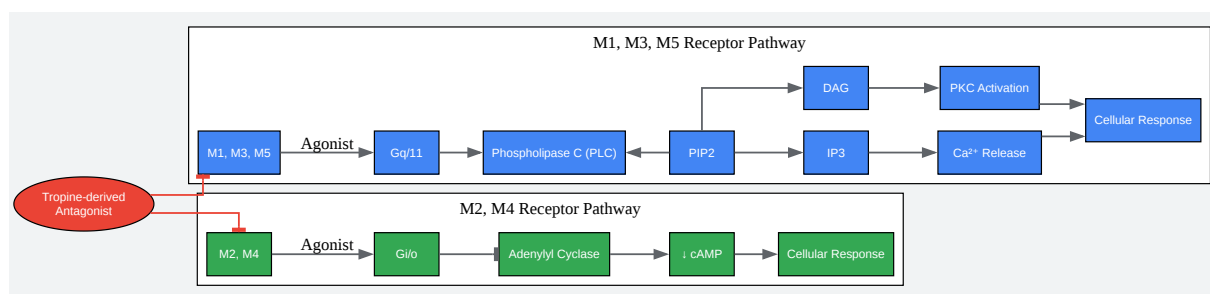 M1, M3, M5 Receptor Pathway
DAG
PKC Activation
Cellular Response
M1, M3, M5
Agonist
Gq/11
Phospholipase C (PLC)
PIP2
IP3
Ca²⁺ Release
Tropine-derived
Antagonist
M2, M4 Receptor Pathway
M2, M4
Agonist
Gi/o
Adenylyl Cyclase
↓ cAMP
Cellular Response